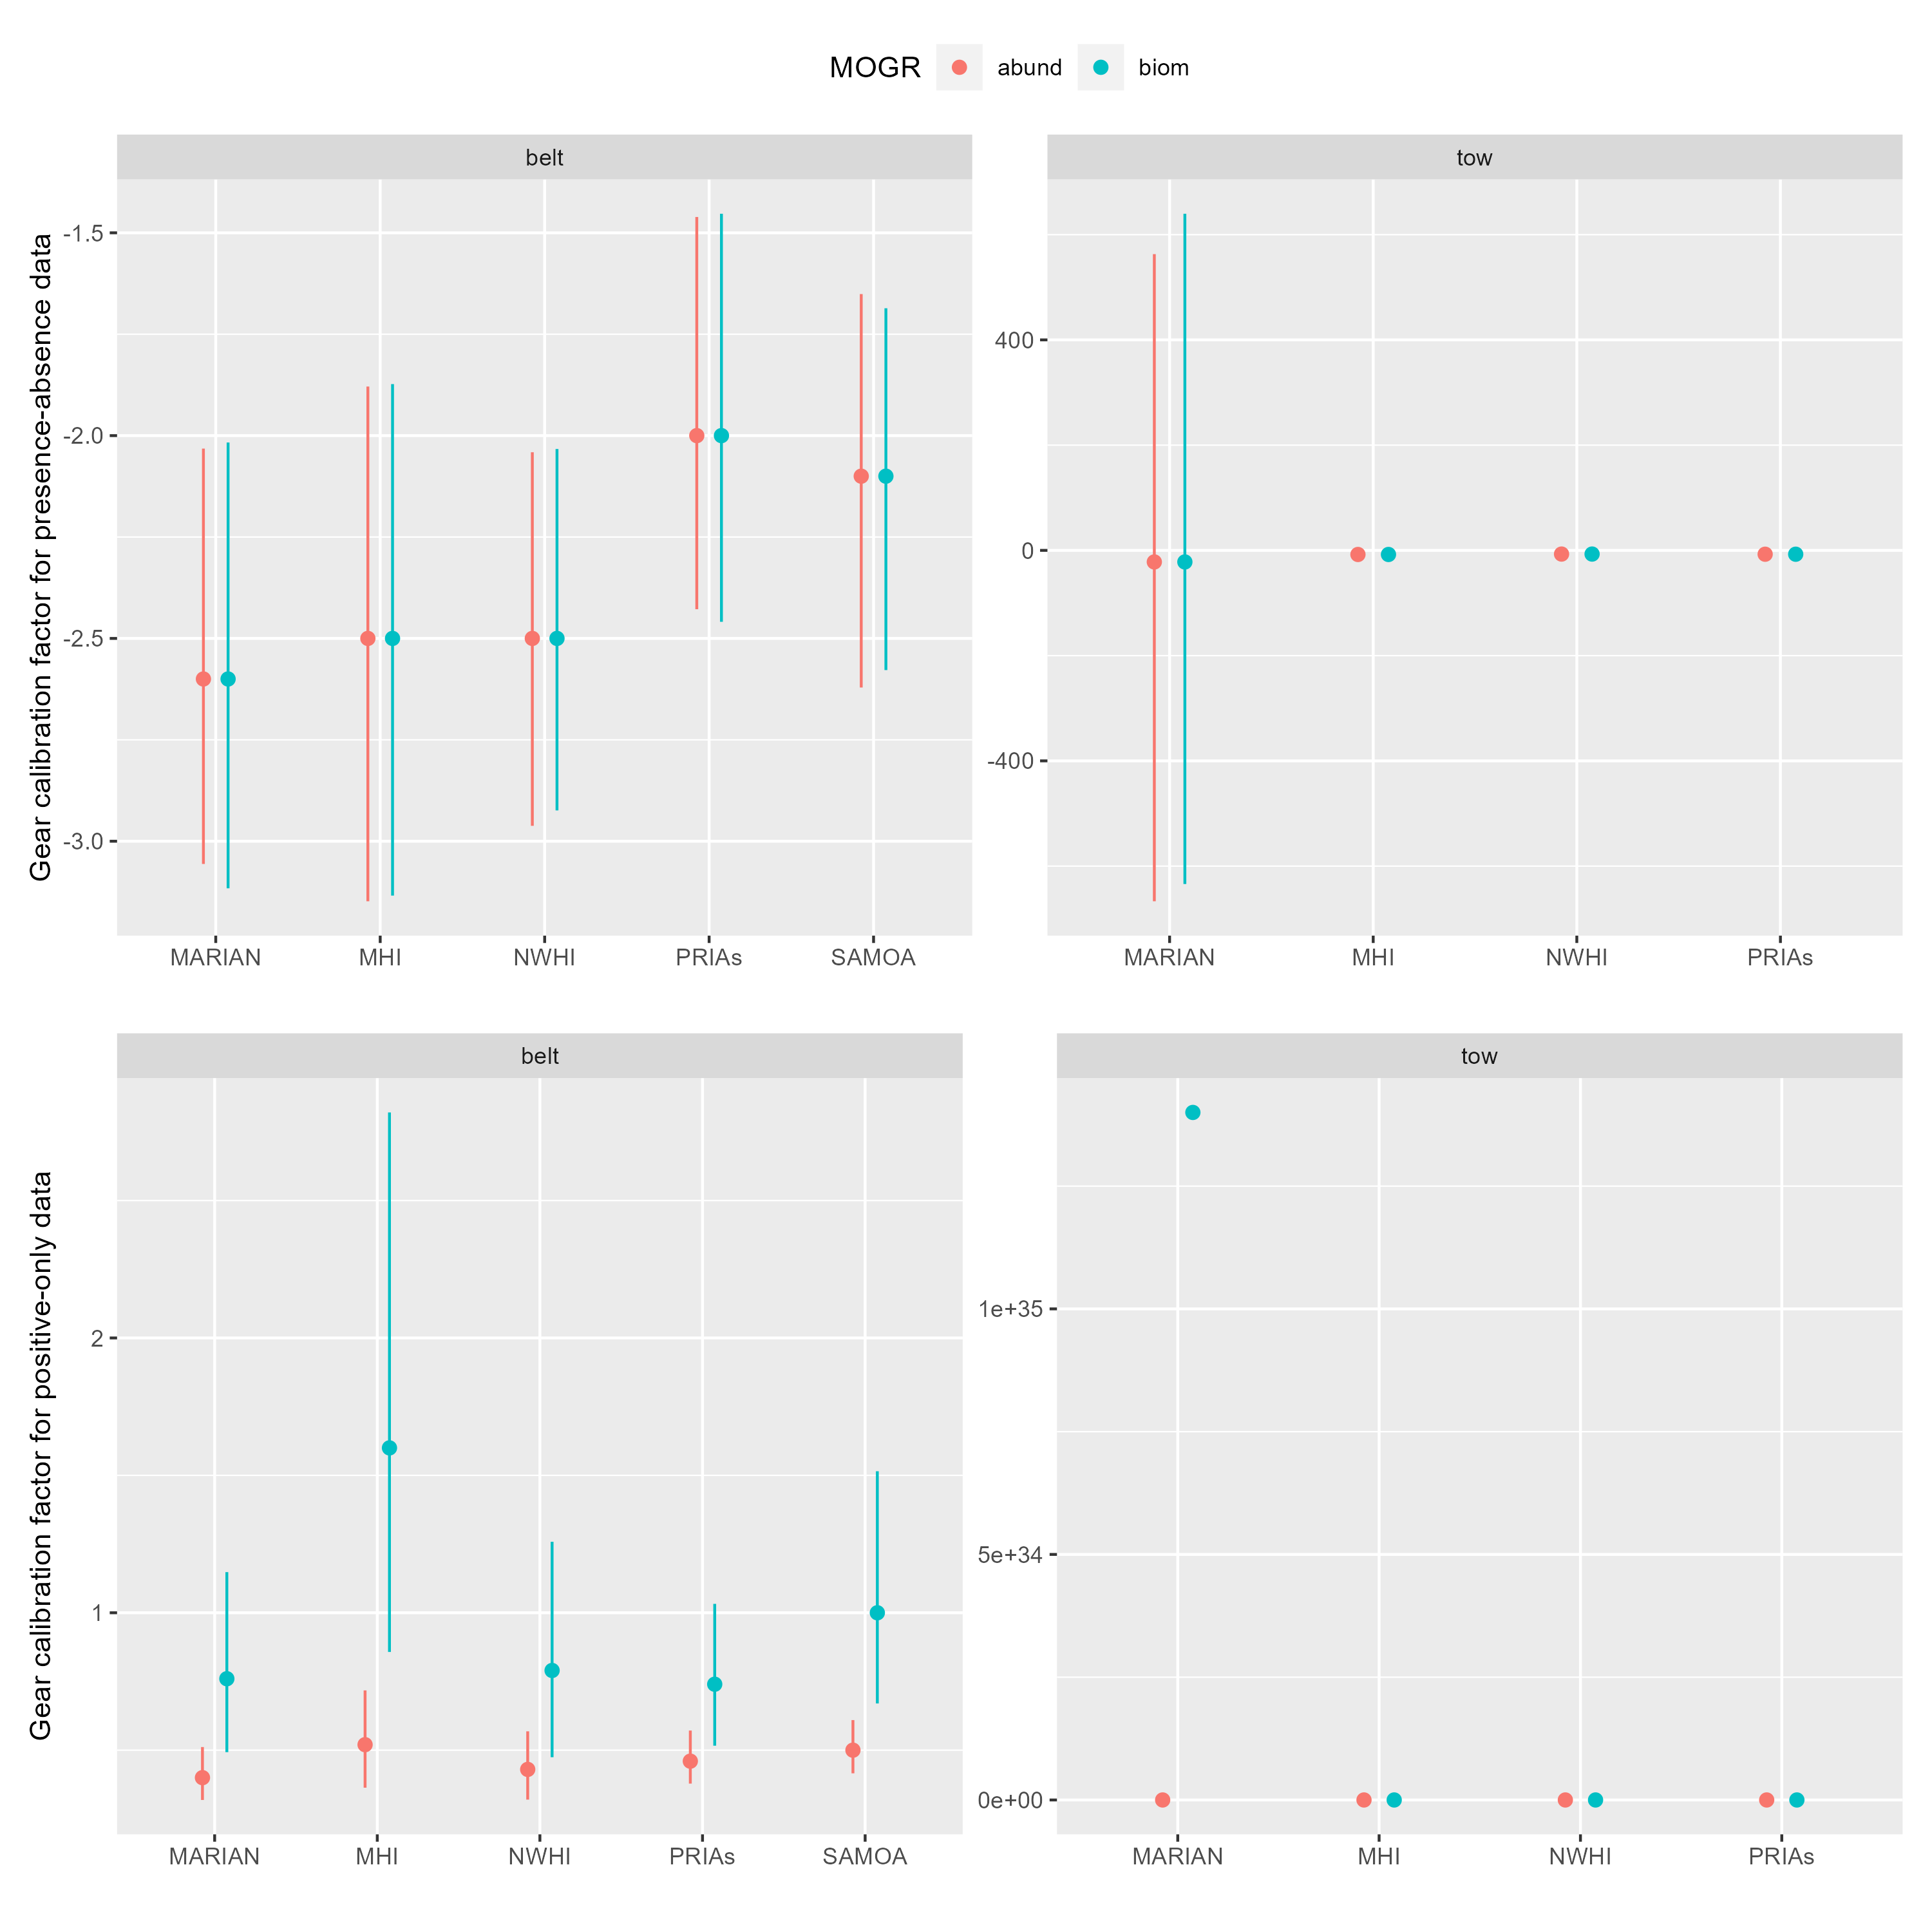 MOGR abund biom
belt
tow
Gear calibration factor for presence-absence data
-1.5
-2.0
-2.5
-3.0
400
0
-400
MARIAN MHI NWHI PRIAs SAMOA
MARIAN MHI NWHI PRIAs
belt
tow
Gear calibration factor for positive-only data
2
1
1e+35
5e+34
0e+00
MARIAN MHI NWHI PRIAs SAMOA
MARIAN MHI NWHI PRIAs